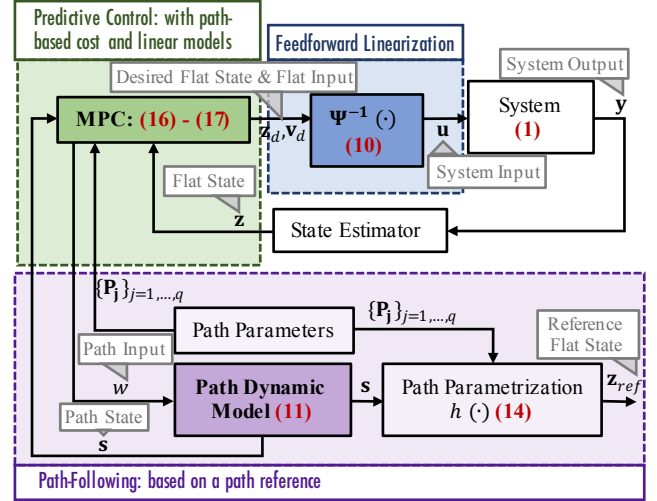 Predictive Control: with path-
based cost and linear models
Feedforward Linearization
System Output
Desired Flat State & Flat Input
MPC: (16) - (17)
z_d, v_d
Ψ⁻¹ (·)
(10)
u
System
(1)
y
System Input
Flat State
z
State Estimator
{P_j}_{j=1,…,q}
Path Parameters
{P_j}_{j=1,…,q}
Reference
Flat State
Path Input
w
Path Dynamic
Model (11)
s
Path Parametrization
h (·) (14)
z_{ref}
Path State
s
Path-Following: based on a path reference